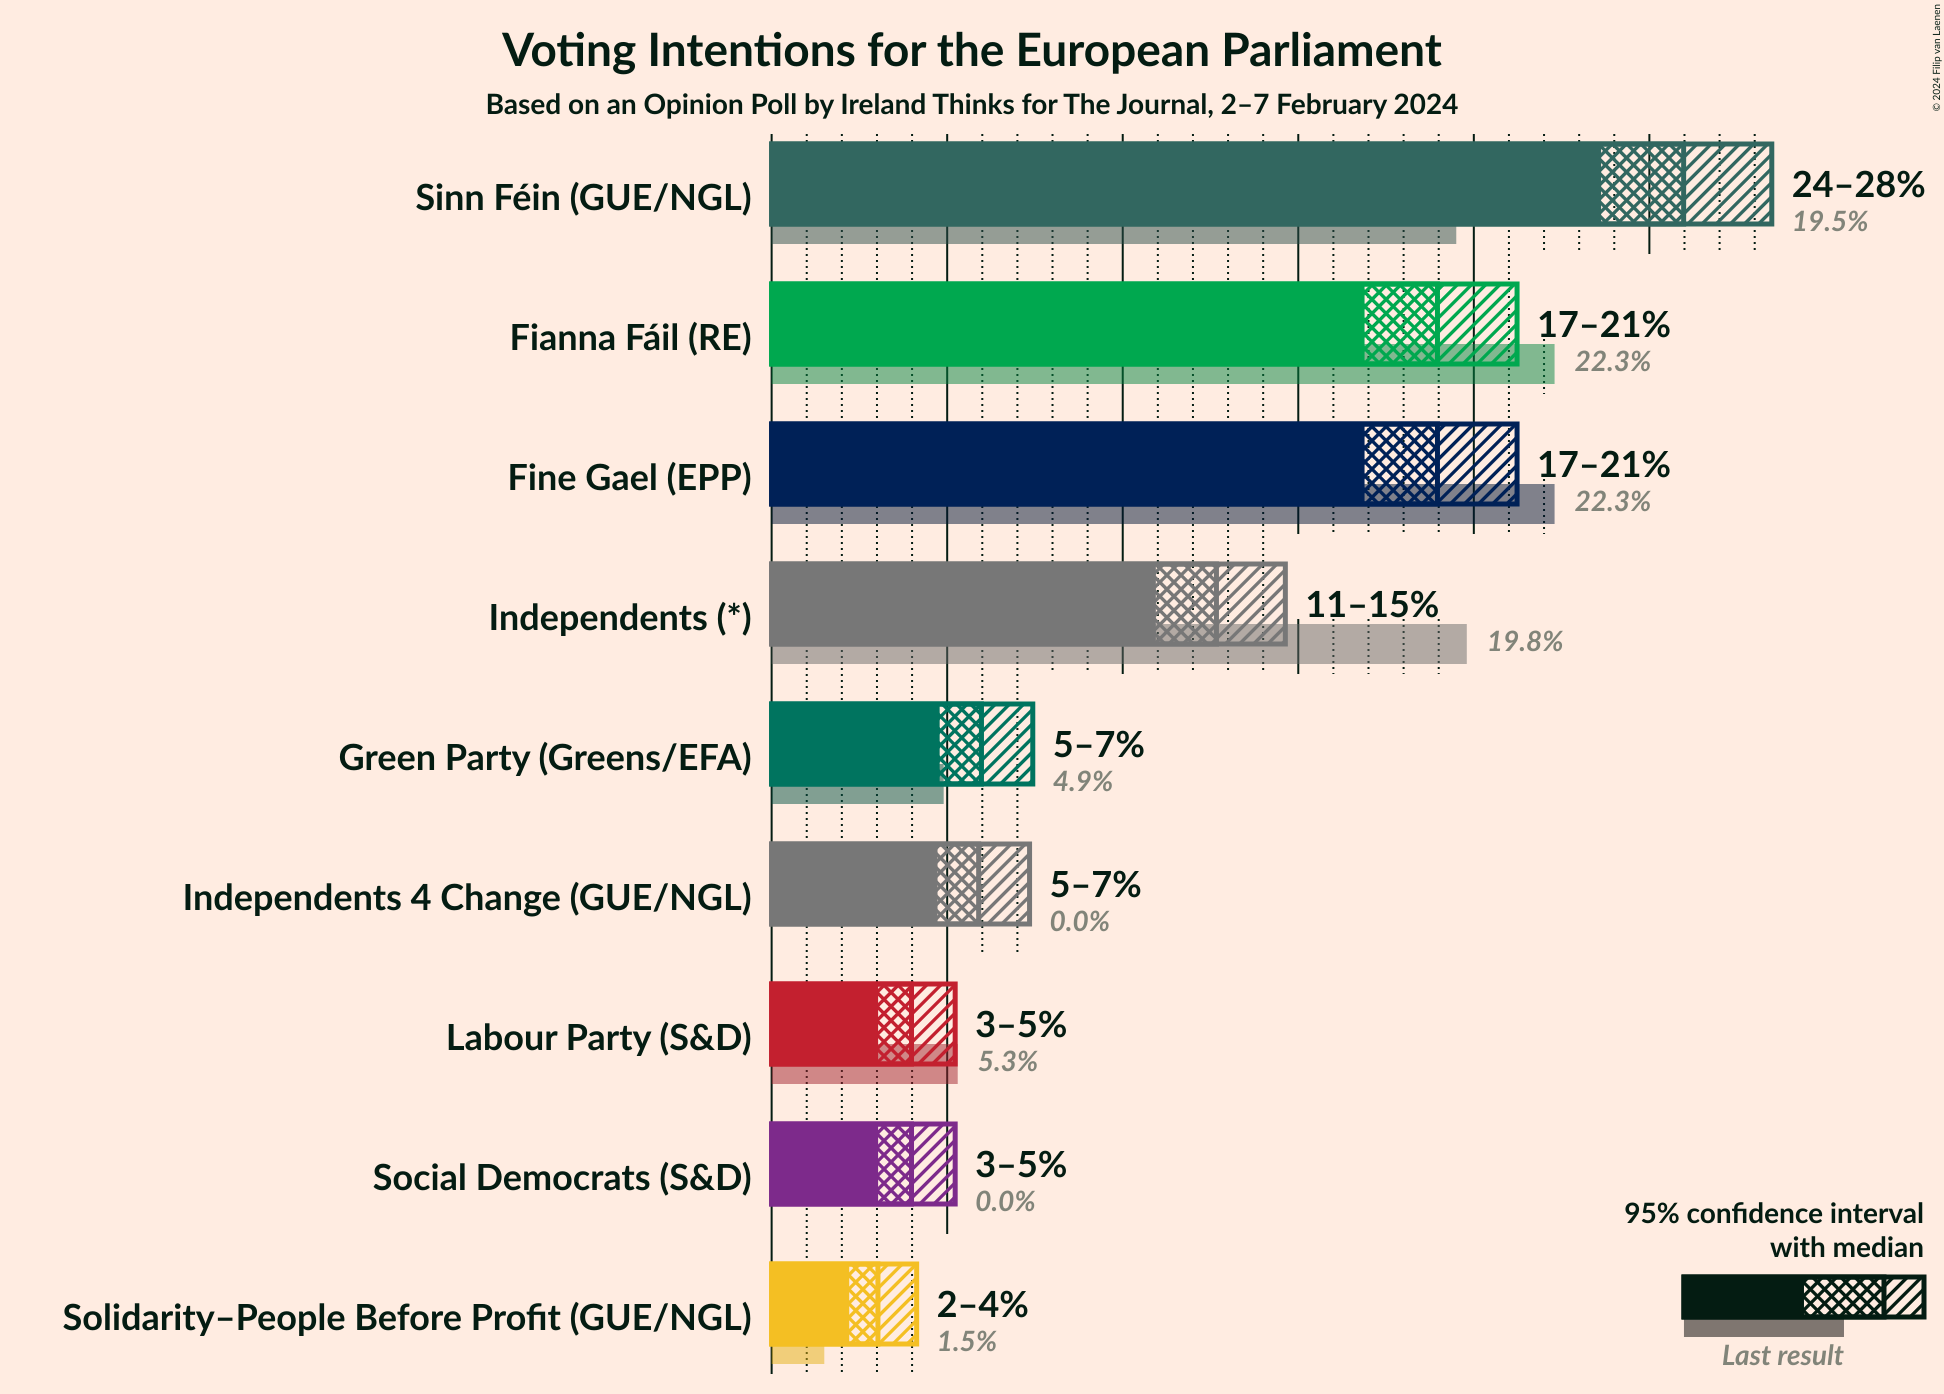 Voting Intentions for the European Parliament
Based on an Opinion Poll by Ireland Thinks for The Journal, 2–7 February 2024
© 2024 Filip van Laenen
Sinn Féin (GUE/NGL)
24–28%
19.5%
Fianna Fáil (RE)
17–21%
22.3%
Fine Gael (EPP)
17–21%
22.3%
Independents (*)
11–15%
19.8%
Green Party (Greens/EFA)
5–7%
4.9%
Independents 4 Change (GUE/NGL)
5–7%
0.0%
Labour Party (S&D)
3–5%
5.3%
Social Democrats (S&D)
3–5%
0.0%
Solidarity–People Before Profit (GUE/NGL)
2–4%
1.5%
95% confidence interval
with median
Last result